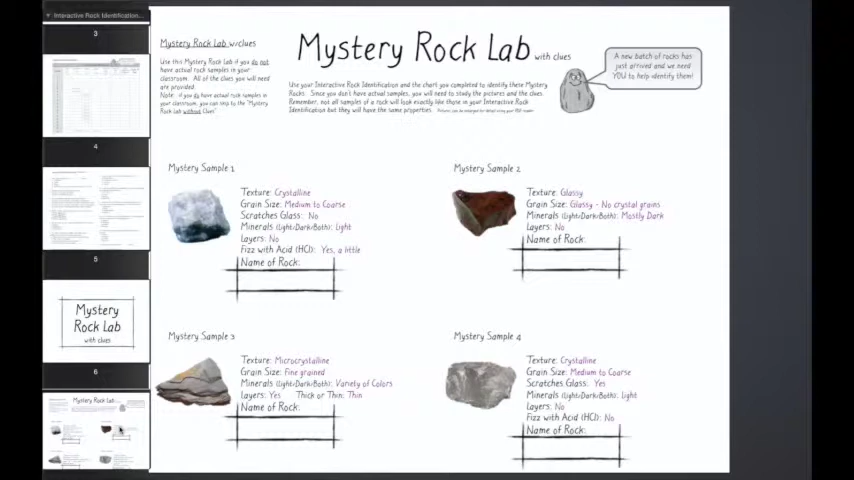 Interactive Rock Identification...
3
4
5
Mystery
Rock Lab
with clues
6
Mystery Rock Lab w/clues
Use this Mystery Rock Lab if you do not
have actual rock samples in your
classroom. All of the clues you will need
are provided.
Note: if you do have actual rock samples in
your classroom, you can skip to the "Mystery
Rock Lab without Clues"
Mystery Rock Lab with clues
Use your Interactive Rock Identification and the chart you completed to identify these Mystery
Rocks. Since you don't have actual samples, you will need to study the pictures and the clues.
Remember, not all samples of a rock will look exactly like those in your Interactive Rock
Identification but they will have the same properties.
A new batch of rocks has
just arrived and we need
YOU to help identify them!
Mystery Sample 1
Texture: Crystalline
Grain Size: Medium to Coarse
Scratches Glass: No
Minerals (Light/Dark/Both): Light
Layers: No
Fizz with Acid (HCl): Yes, a little
Name of Rock:
Mystery Sample 2
Texture: Glassy
Grain Size: Glassy - No crystal grains
Minerals (Light/Dark/Both): Mostly Dark
Layers: No
Name of Rock:
Mystery Sample 3
Texture: Microcrystalline
Grain Size: Fine grained
Minerals (Light/Dark/Both): Variety of Colors
Layers: Yes Thick or Thin: Thin
Name of Rock:
Mystery Sample 4
Texture: Crystalline
Grain Size: Medium to Coarse
Scratches Glass: Yes
Minerals (Light/Dark/Both): Light
Layers: No
Fizz with Acid (HCl): No
Name of Rock: